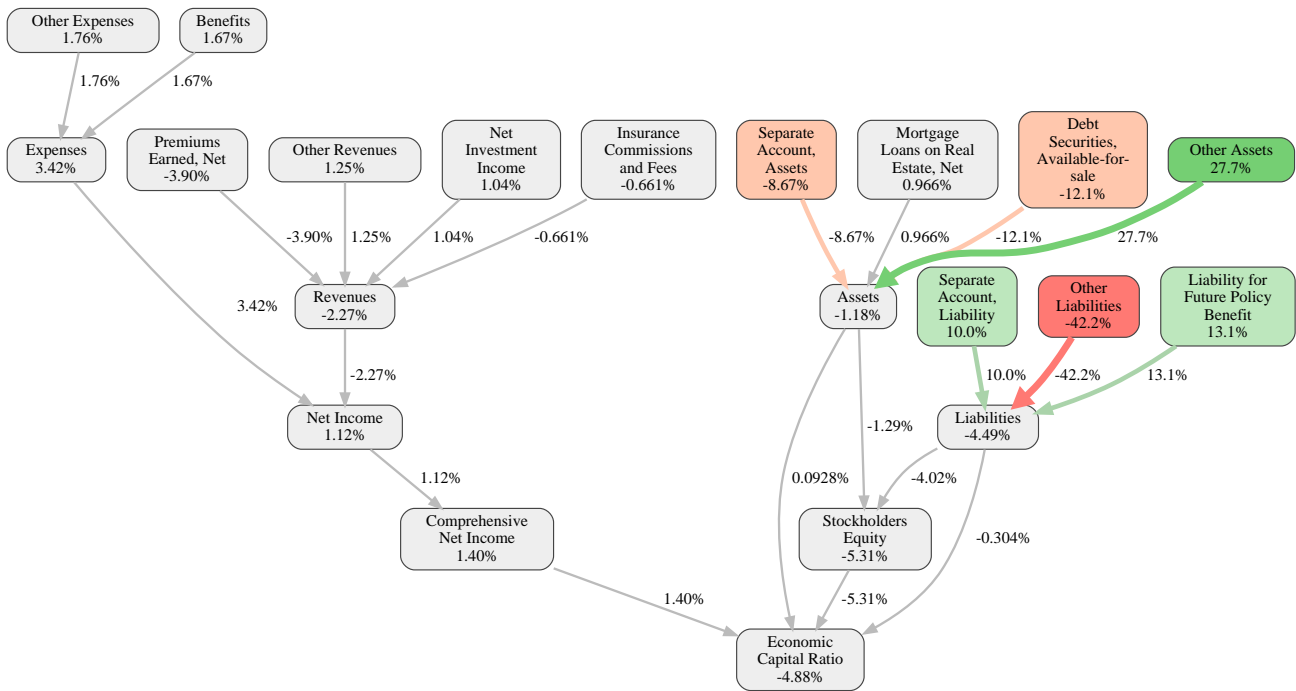 Other Expenses
1.76%
Benefits
1.67%
1.76%
1.67%
Expenses
3.42%
Premiums
Earned, Net
-3.90%
Other Revenues
1.25%
Net
Investment
Income
1.04%
Insurance
Commissions
and Fees
-0.661%
Separate
Account,
Assets
-8.67%
Mortgage
Loans on Real
Estate, Net
0.966%
Debt
Securities,
Available-for-
sale
-12.1%
Other Assets
27.7%
-3.90%
1.25%
1.04%
-0.661%
-8.67%
0.966%
-12.1%
27.7%
3.42%
Revenues
-2.27%
Assets
-1.18%
Separate
Account,
Liability
10.0%
Other
Liabilities
-42.2%
Liability for
Future Policy
Benefit
13.1%
-2.27%
10.0%
-42.2%
13.1%
Net Income
1.12%
-1.29%
Liabilities
-4.49%
1.12%
0.0928%
-4.02%
Comprehensive
Net Income
1.40%
Stockholders
Equity
-5.31%
-0.304%
1.40%
-5.31%
Economic
Capital Ratio
-4.88%